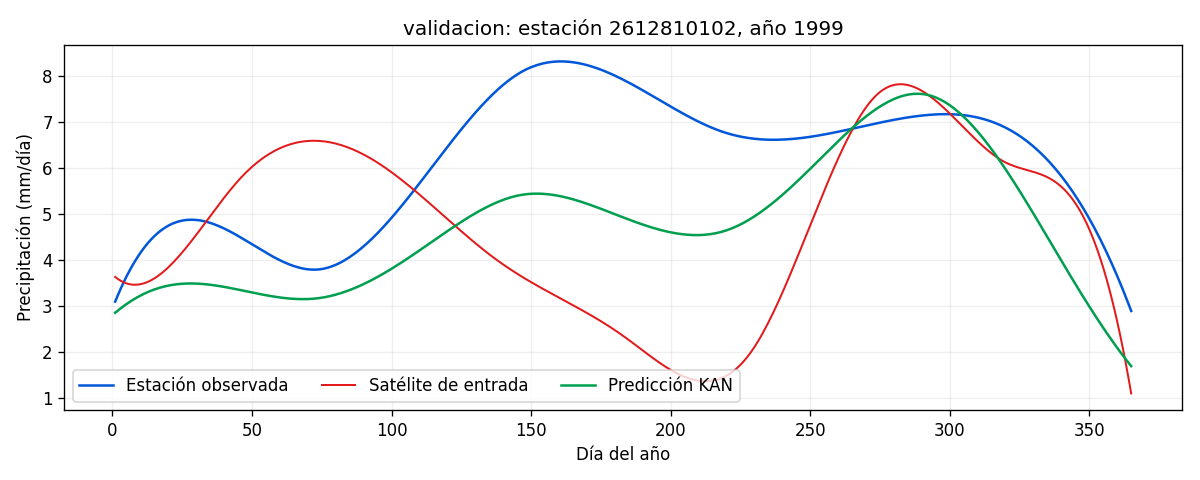 validacion: estación 2612810102, año 1999
Precipitación (mm/día)
8
7
6
5
4
3
2
1
Estación observada Satélite de entrada Predicción KAN
0 50 100 150 200 250 300 350
Día del año